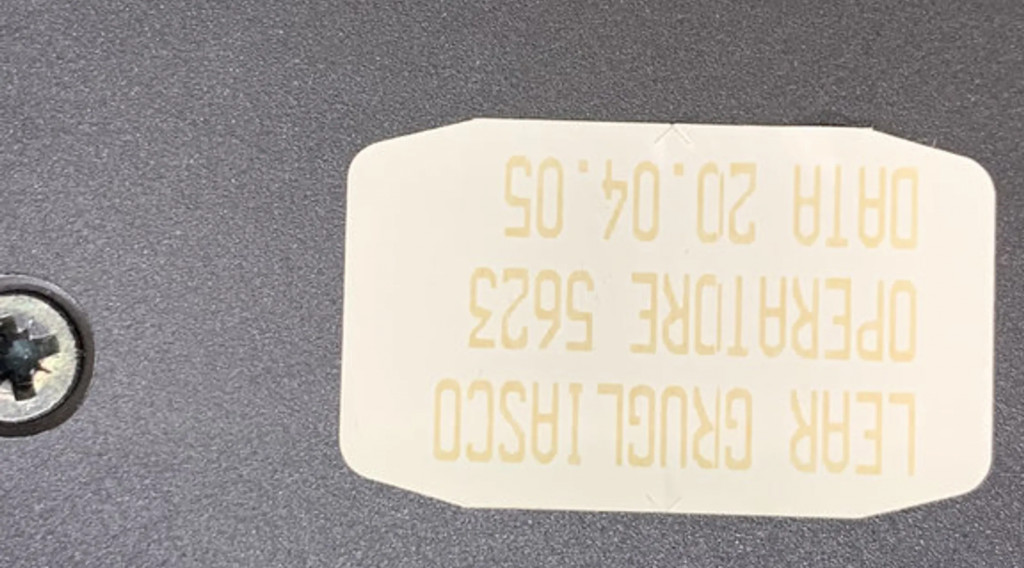 LEAR GRUGLIASCO
OPERATORE 5623
DATA 20.04.05